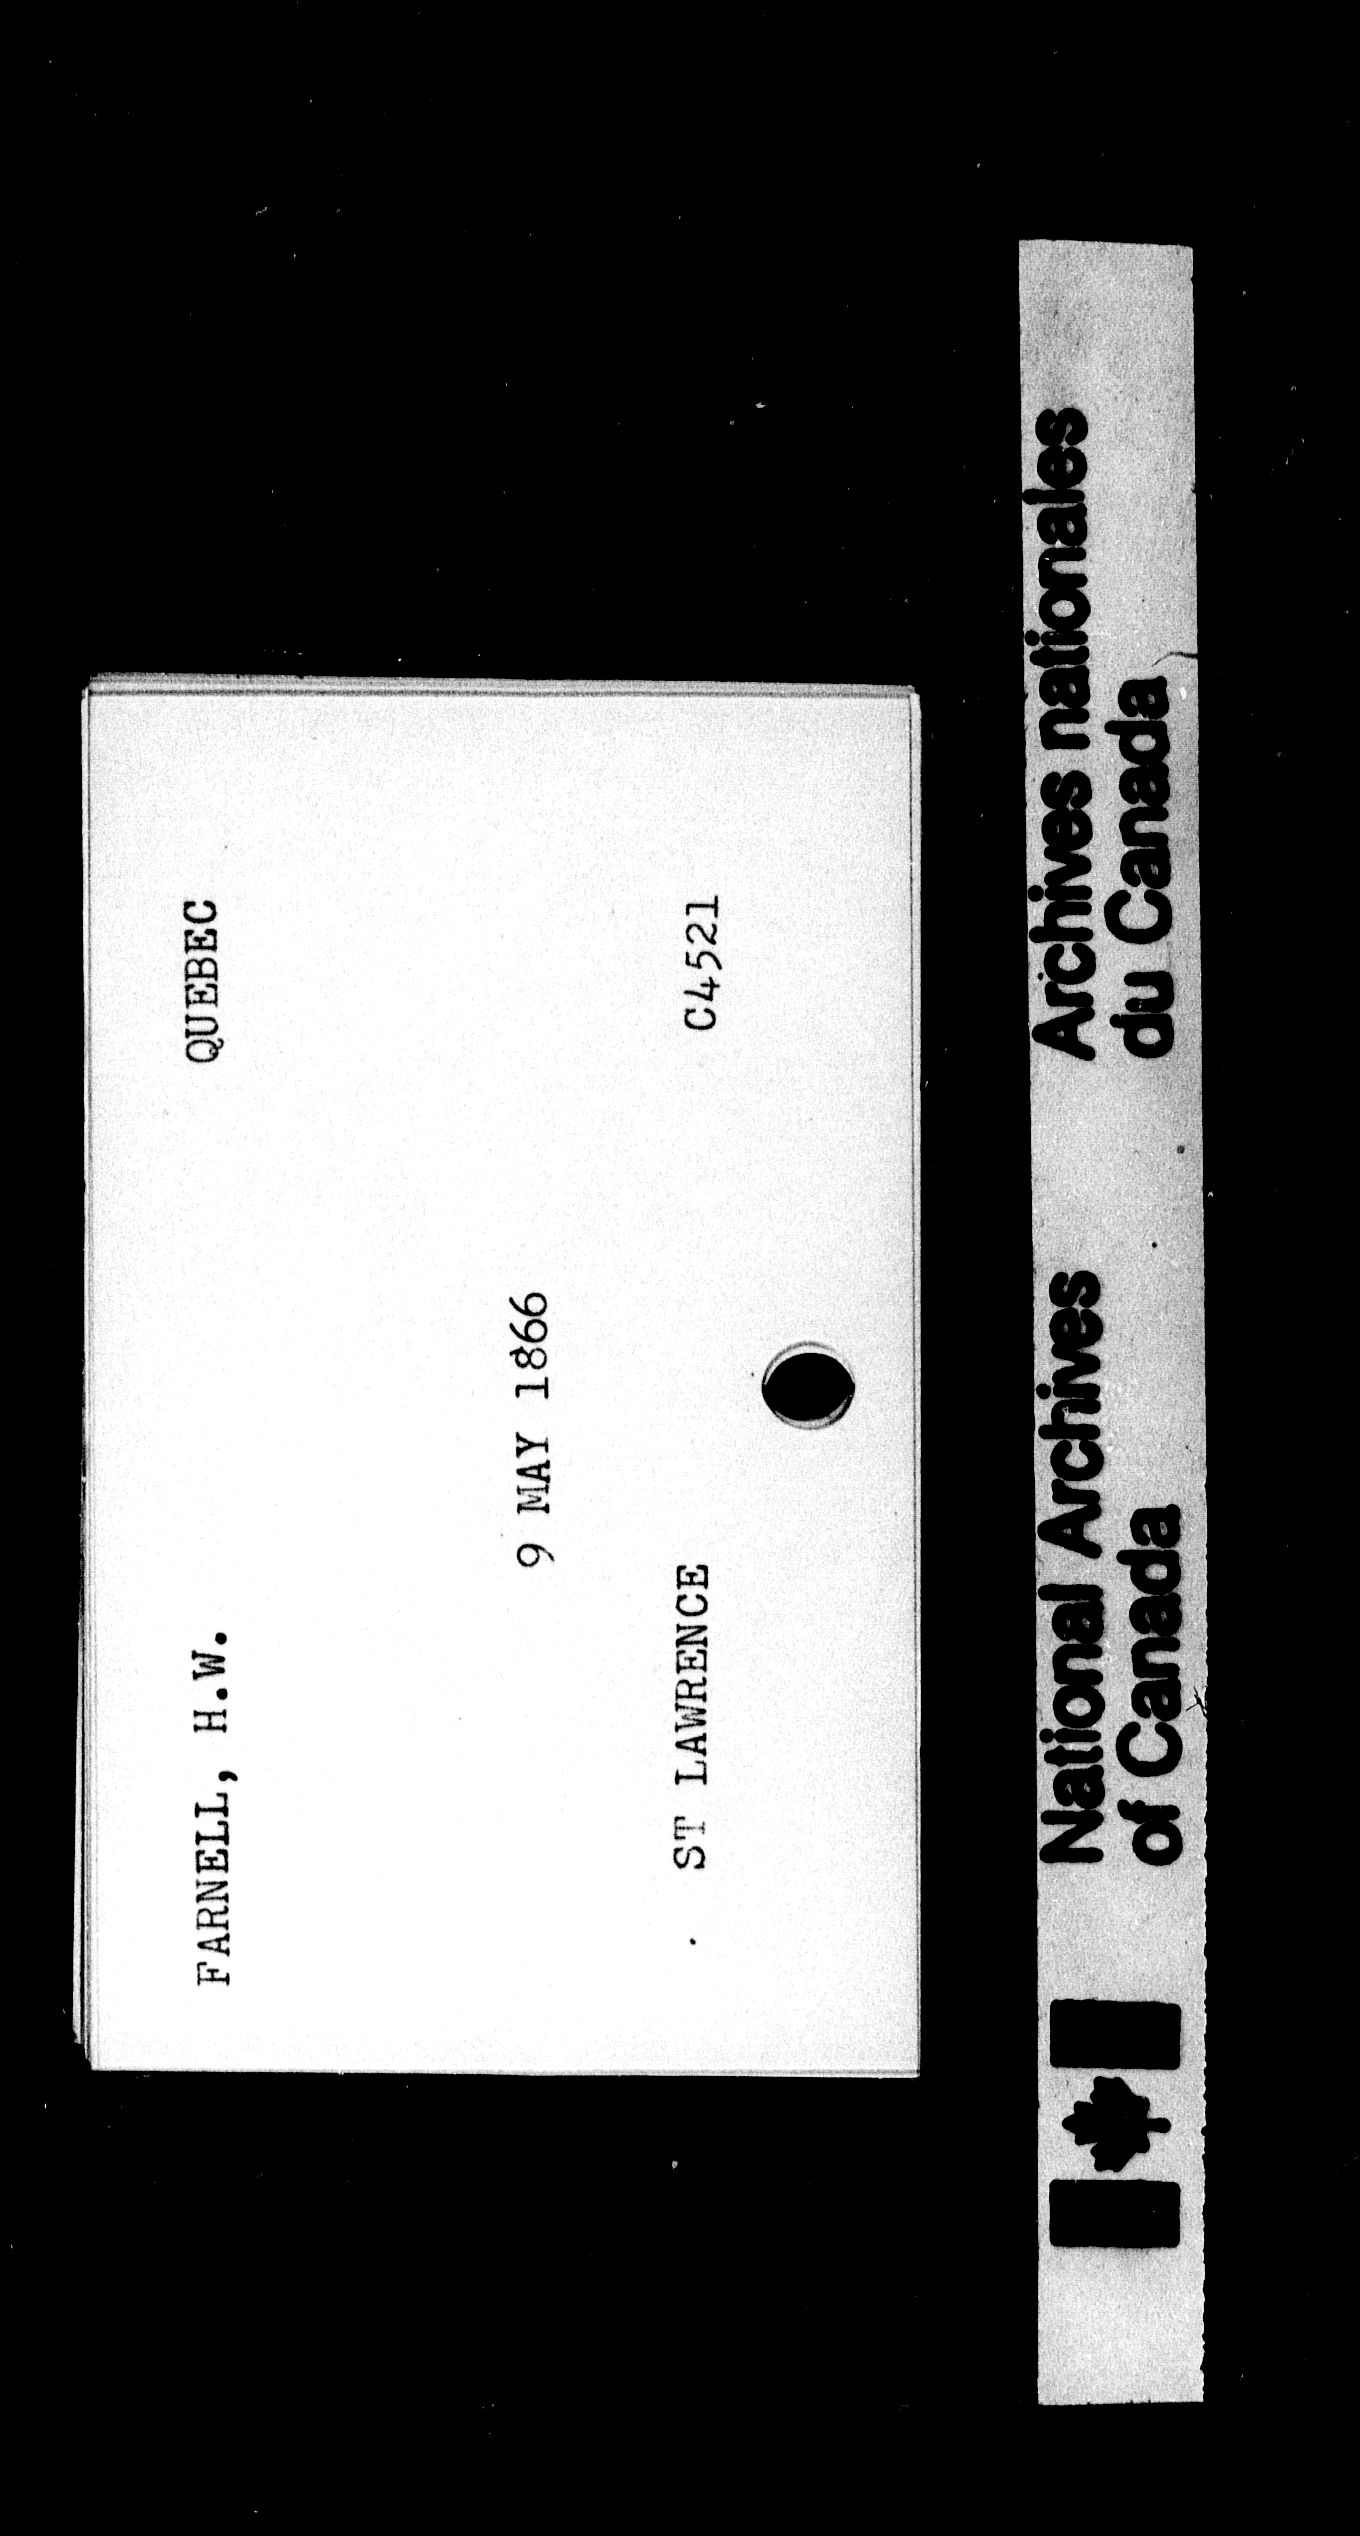 FARNELL, H.W. QUEBEC
9 MAY 1866
ST LAWRENCE C4521
National Archives
of Canada
Archives nationales
du Canada